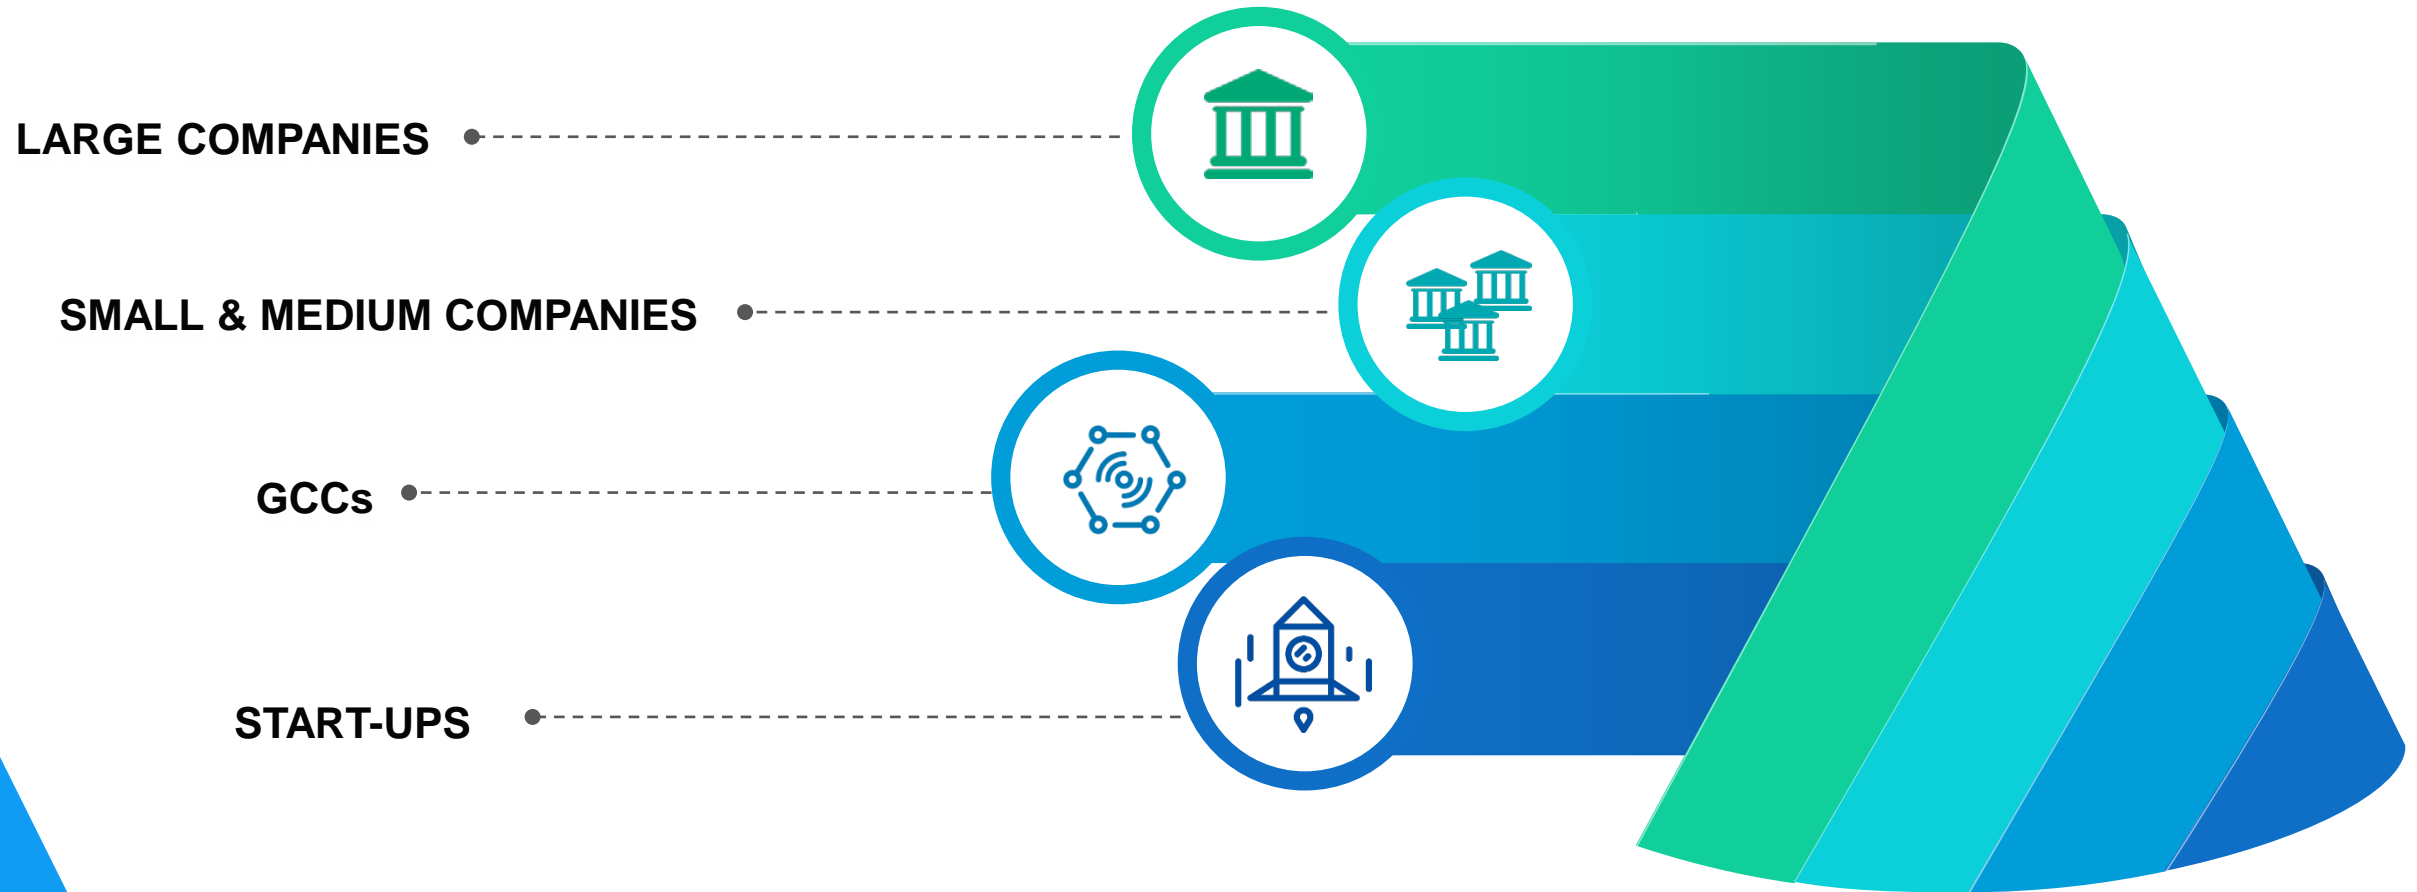 LARGE COMPANIES
SMALL & MEDIUM COMPANIES
GCCs
START-UPS